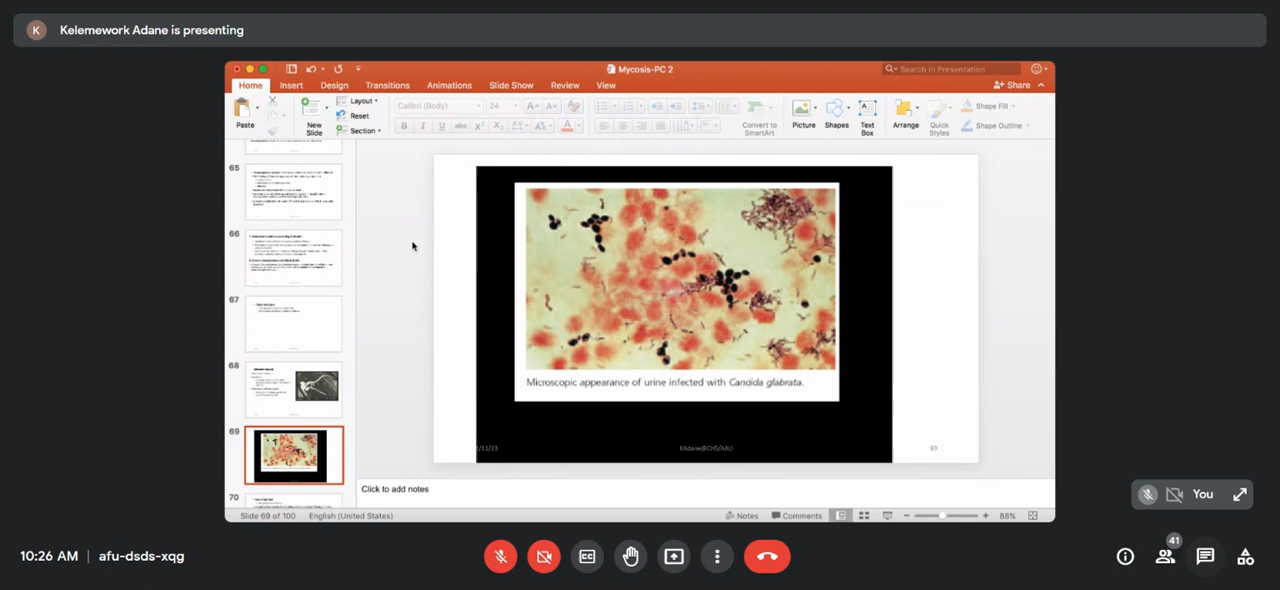 K Kelemework Adane is presenting
Mycosis-PC 2
Search in Presentation
Home Insert Design Transitions Animations Slide Show Review View
Share
Paste
New Slide
Layout
Reset
Section
Calibri (Body) 24
Convert to SmartArt
Picture Shapes Text Box
Arrange Quick Styles
Shape Fill
Shape Outline
65
66
67
68
69
70
Microscopic appearance of urine infected with Candida glabrata.
/11/23 KAdane@CHS/AAU 69
Click to add notes
Slide 69 of 100 English (United States) Notes Comments 88%
You
10:26 AM | afu-dsds-xqg
41